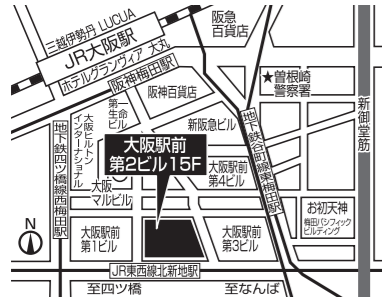 三越伊勢丹 LUCUA
JR大阪駅
ホテルグランヴィア 大丸
阪神梅田駅
阪急
百貨店
★曽根崎
警察署
新御堂筋
阪神百貨店
第一生命ビル
新阪急ビル
大阪ヒルトン
インターナショナル
地下鉄四ツ橋線西梅田駅
大阪駅前
第2ビル15F
地下鉄谷町線東梅田駅
大阪
マルビル
大阪駅前
第4ビル
お初天神
梅田パシフィック
ビルディング
N
大阪駅前
第1ビル
大阪駅前
第3ビル
JR東西線北新地駅
至四ツ橋
至なんば